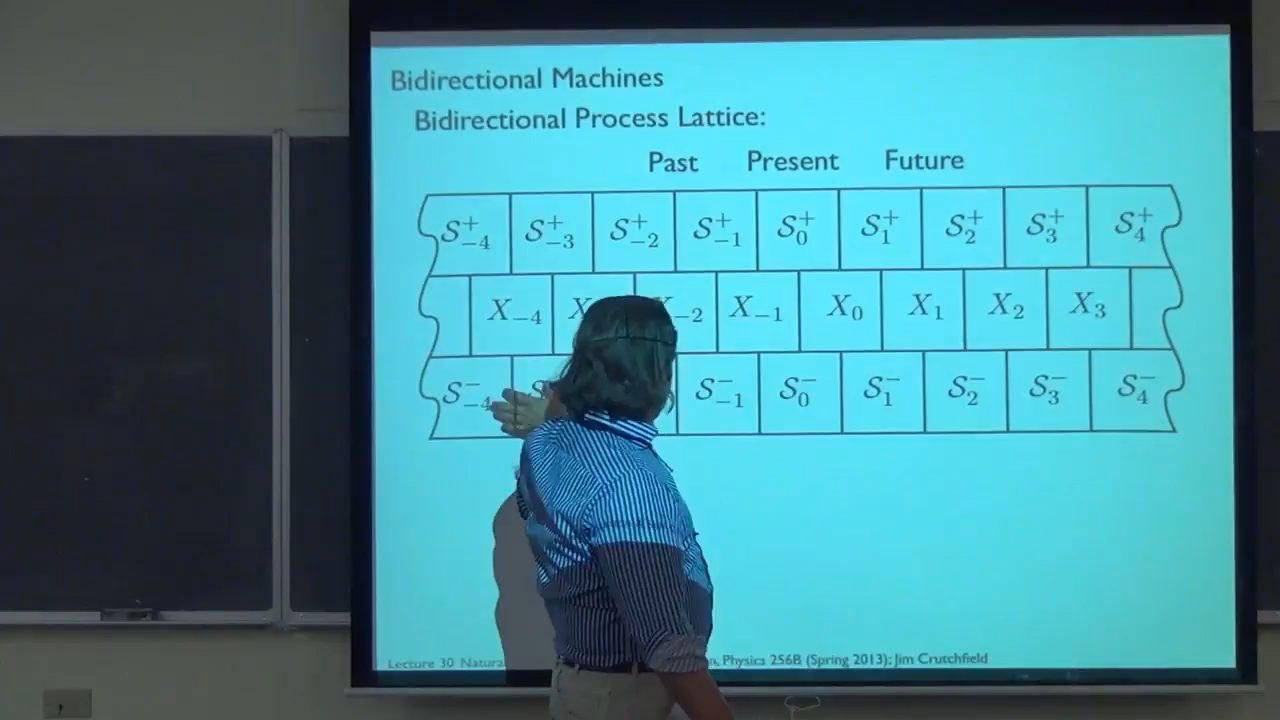 Bidirectional Machines
Bidirectional Process Lattice:
Past Present Future
S⁺₋₄ S⁺₋₃ S⁺₋₂ S⁺₋₁ S⁺₀ S⁺₁ S⁺₂ S⁺₃ S⁺₄
X₋₄ X ₋₂ X₋₁ X₀ X₁ X₂ X₃
S⁻₋₄ S⁻₋₁ S⁻₀ S⁻₁ S⁻₂ S⁻₃ S⁻₄
Lecture 30 Physics 256B (Spring 2013); Jim Crutchfield